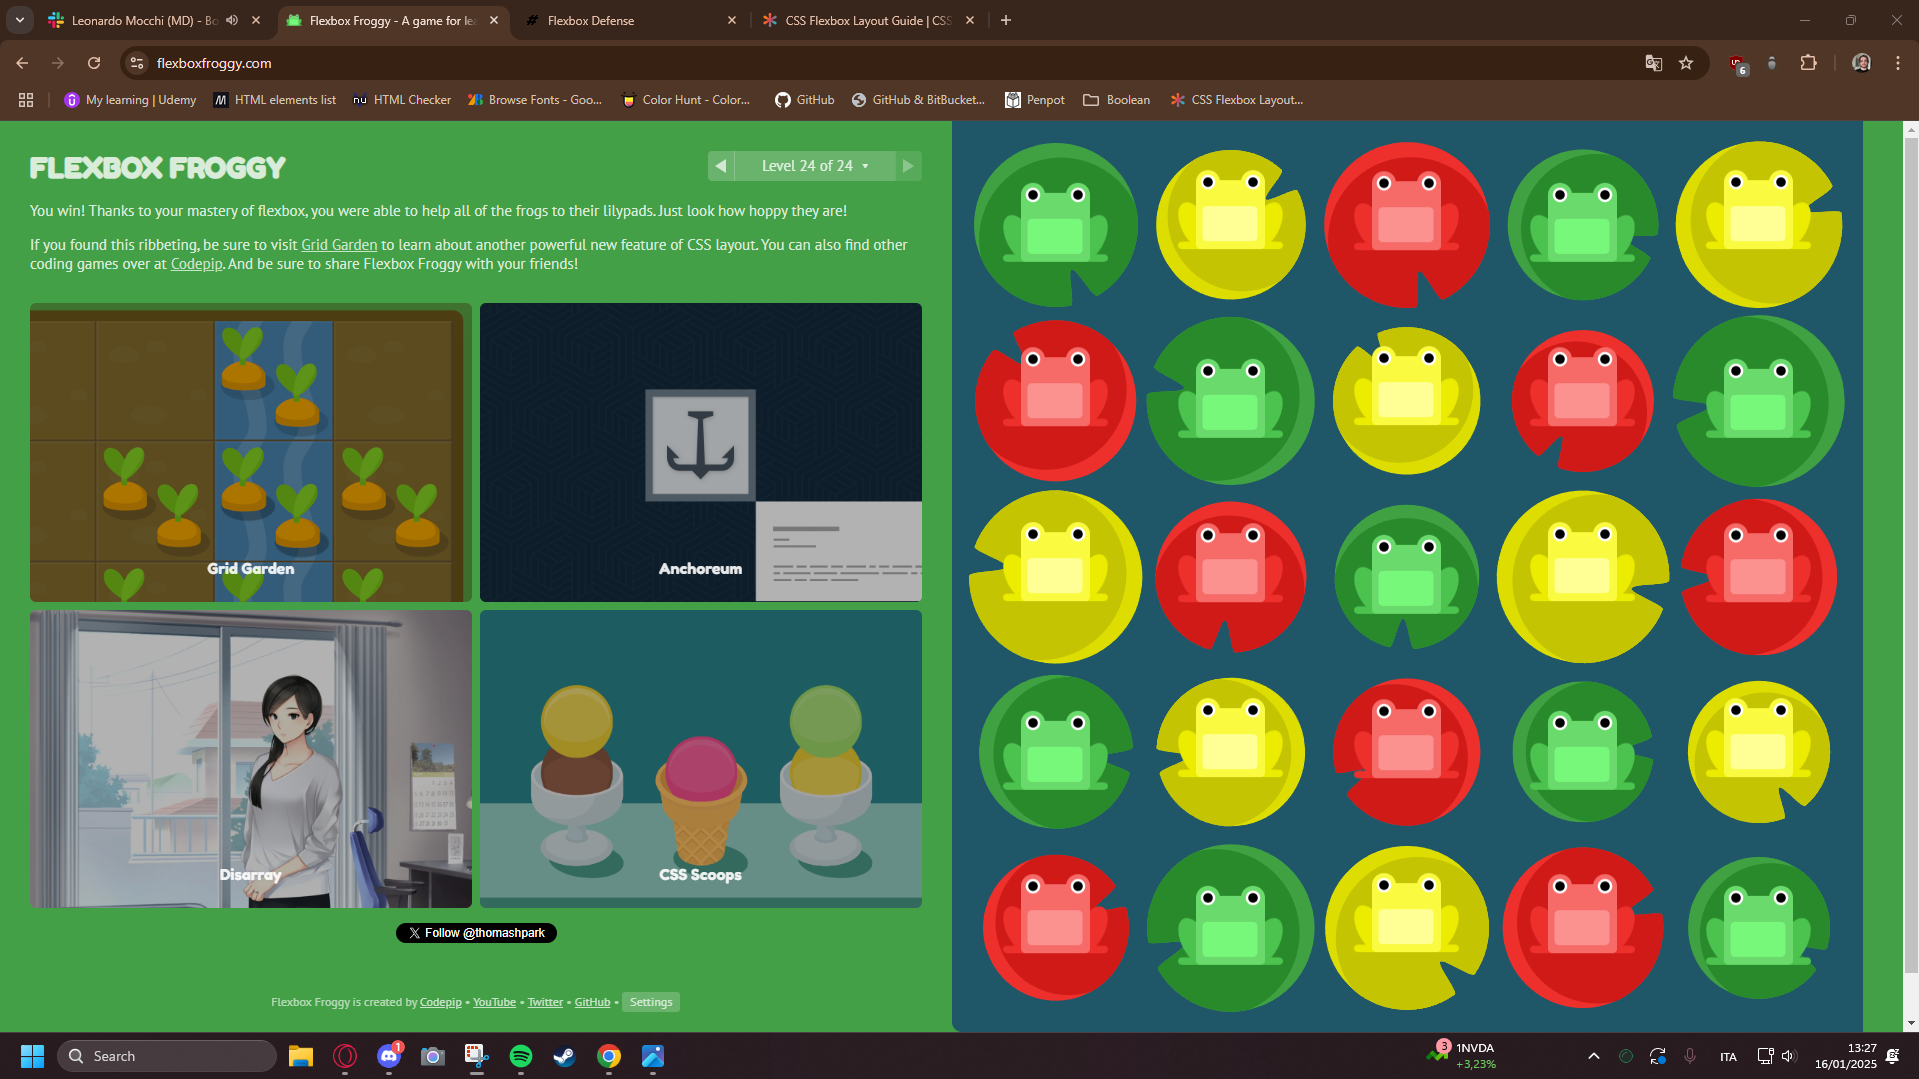 Leonardo Mocchi (MD) - Bo
Flexbox Froggy - A game for lea
Flexbox Defense
CSS Flexbox Layout Guide | CSS
flexboxfroggy.com
6
My learning | Udemy
HTML elements list
HTML Checker
Browse Fonts - Goo...
Color Hunt - Color...
GitHub
GitHub & BitBucket...
Penpot
Boolean
CSS Flexbox Layout...
FLEXBOX FROGGY
Level 24 of 24
You win! Thanks to your mastery of flexbox, you were able to help all of the frogs to their lilypads. Just look how hoppy they are!
If you found this ribbeting, be sure to visit Grid Garden to learn about another powerful new feature of CSS layout. You can also find other
coding games over at Codepip. And be sure to share Flexbox Froggy with your friends!
Grid Garden
Anchoreum
Disarray
CSS Scoops
Follow @thomashpark
Flexbox Froggy is created by Codepip • YouTube • Twitter • GitHub • Settings
Search
1
3
1NVDA
+3,23%
ITA
13:27
16/01/2025